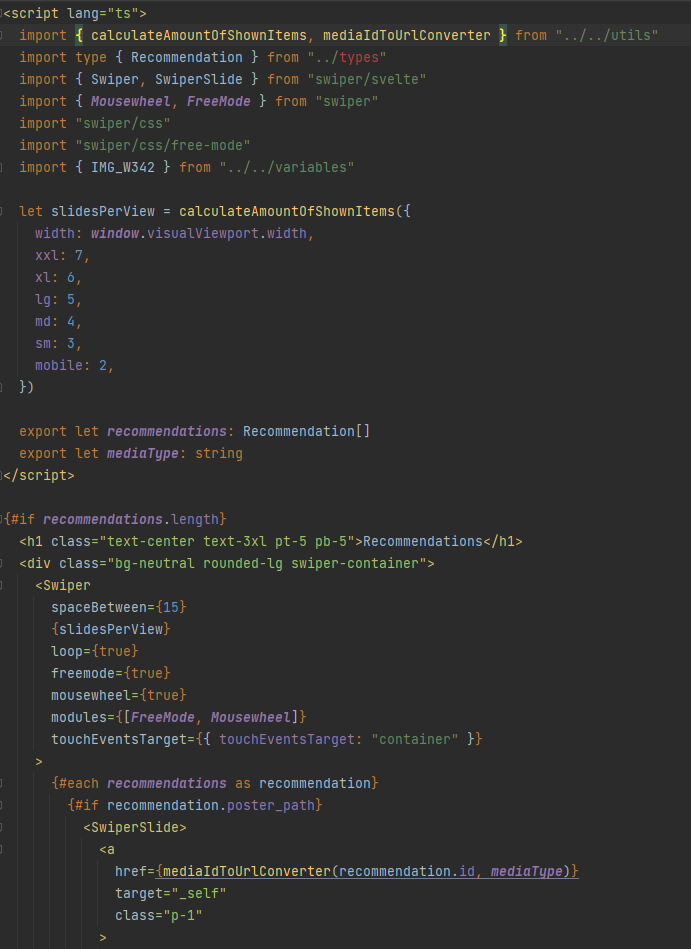 <script lang="ts">
  import { calculateAmountOfShownItems, mediaIdToUrlConverter } from "../../utils"
  import type { Recommendation } from "../types"
  import { Swiper, SwiperSlide } from "swiper/svelte"
  import { Mousewheel, FreeMode } from "swiper"
  import "swiper/css"
  import "swiper/css/free-mode"
  import { IMG_W342 } from "../../variables"

  let slidesPerView = calculateAmountOfShownItems({
    width: window.visualViewport.width,
    xxl: 7,
    xl: 6,
    lg: 5,
    md: 4,
    sm: 3,
    mobile: 2,
  })

  export let recommendations: Recommendation[]
  export let mediaType: string
</script>

{#if recommendations.length}
  <h1 class="text-center text-3xl pt-5 pb-5">Recommendations</h1>
  <div class="bg-neutral rounded-lg swiper-container">
    <Swiper
      spaceBetween={15}
      {slidesPerView}
      loop={true}
      freemode={true}
      mousewheel={true}
      modules={[FreeMode, Mousewheel]}
      touchEventsTarget={{ touchEventsTarget: "container" }}
    >
      {#each recommendations as recommendation}
        {#if recommendation.poster_path}
          <SwiperSlide>
            <a
              href={mediaIdToUrlConverter(recommendation.id, mediaType)}
              target="_self"
              class="p-1"
            >